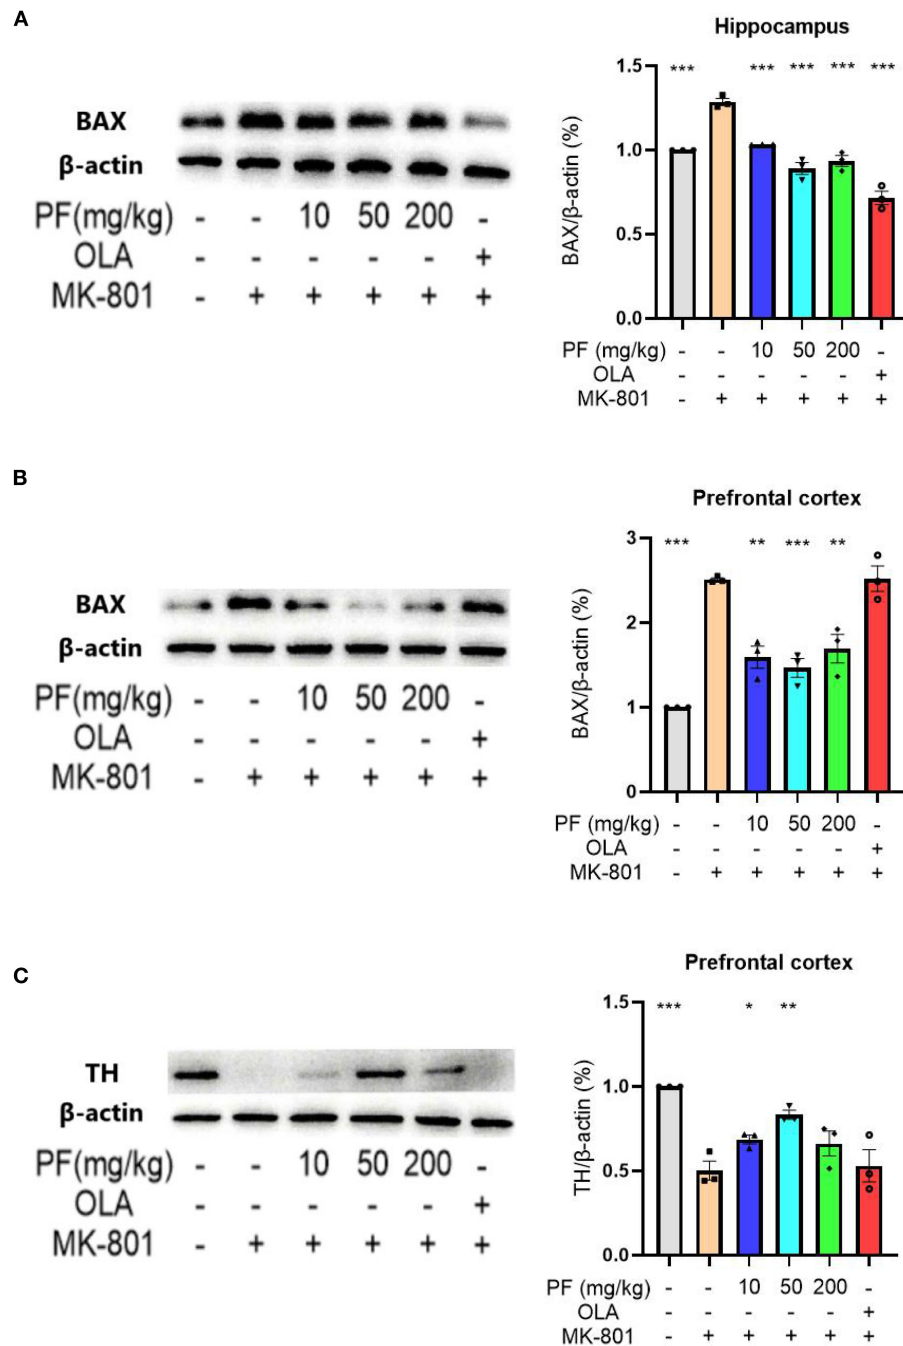 A
BAX
β-actin
PF(mg/kg) - - 10 50 200 -
OLA - - - - - +
MK-801 - + + + + +
Hippocampus
*** *** *** *** ***
BAX/β-actin (%)
1.5
1.0
0.5
0.0
PF (mg/kg) - - 10 50 200 -
OLA - - - - - +
MK-801 - + + + + +
B
BAX
β-actin
PF(mg/kg) - - 10 50 200 -
OLA - - - - - +
MK-801 - + + + + +
Prefrontal cortex
*** ** *** **
BAX/β-actin (%)
3
2
1
0
PF (mg/kg) - - 10 50 200 -
OLA - - - - - +
MK-801 - + + + + +
C
TH
β-actin
PF(mg/kg) - - 10 50 200 -
OLA - - - - - +
MK-801 - + + + + +
Prefrontal cortex
*** * **
TH/β-actin (%)
1.5
1.0
0.5
0.0
PF (mg/kg) - - 10 50 200 -
OLA - - - - - +
MK-801 - + + + + +